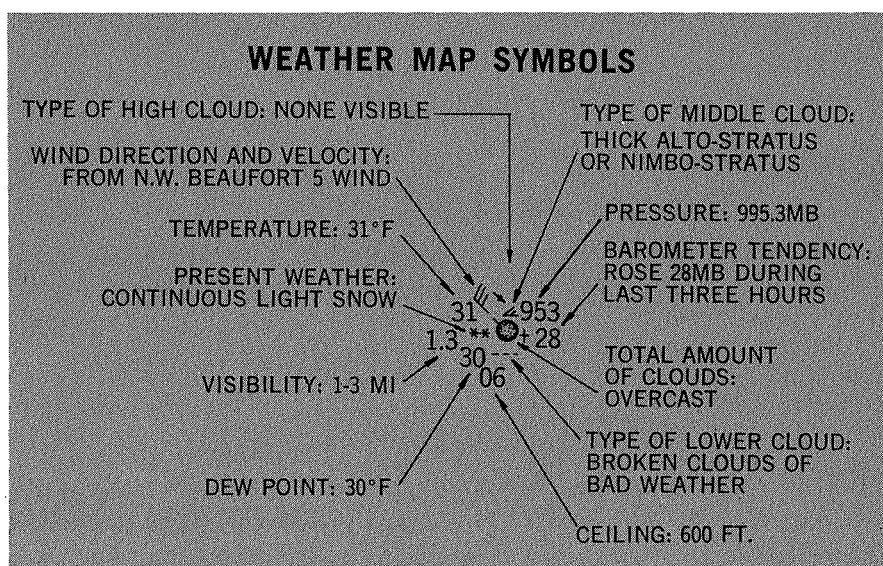 WEATHER MAP SYMBOLS
TYPE OF HIGH CLOUD: NONE VISIBLE
TYPE OF MIDDLE CLOUD:
THICK ALTO-STRATUS
OR NIMBO-STRATUS
WIND DIRECTION AND VELOCITY:
FROM N.W. BEAUFORT 5 WIND
PRESSURE: 995.3MB
TEMPERATURE: 31°F
BAROMETER TENDENCY:
ROSE 28MB DURING
LAST THREE HOURS
PRESENT WEATHER:
CONTINUOUS LIGHT SNOW
31 953
1.3 ** + 28
30 ---
06
TOTAL AMOUNT
OF CLOUDS:
OVERCAST
VISIBILITY: 1-3 MI
TYPE OF LOWER CLOUD:
BROKEN CLOUDS OF
BAD WEATHER
DEW POINT: 30°F
CEILING: 600 FT.